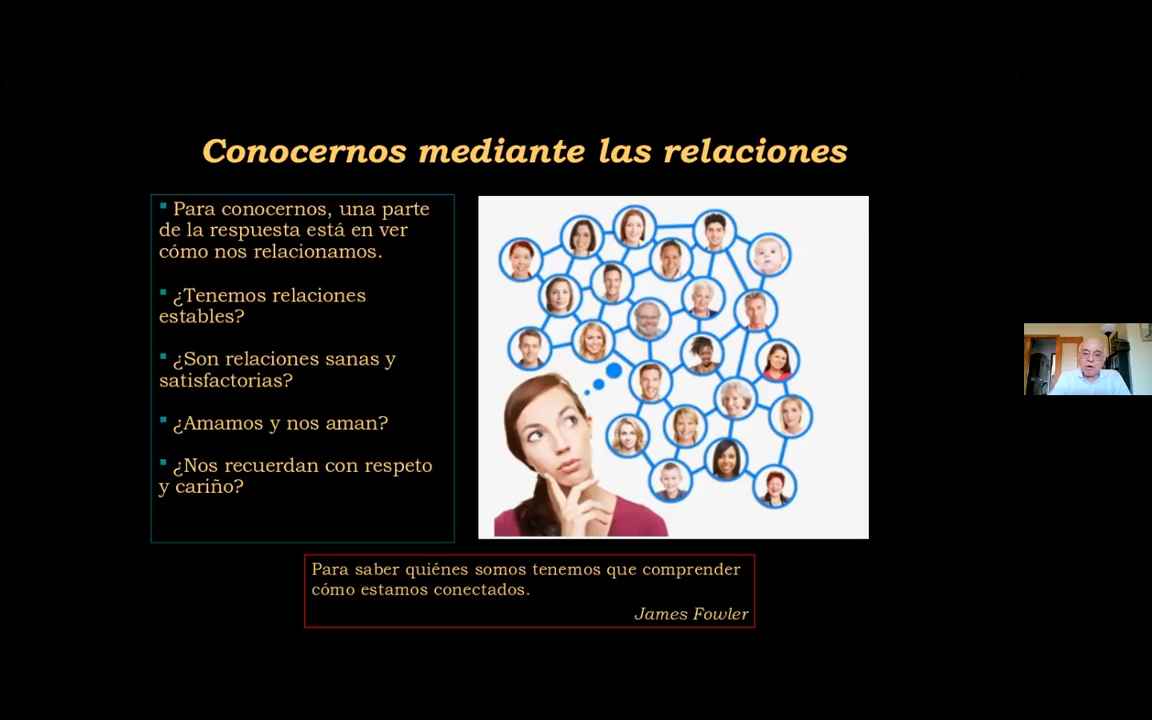 Conocernos mediante las relaciones
▪ Para conocernos, una parte
de la respuesta está en ver
cómo nos relacionamos.
▪ ¿Tenemos relaciones
estables?
▪ ¿Son relaciones sanas y
satisfactorias?
▪ ¿Amamos y nos aman?
▪ ¿Nos recuerdan con respeto
y cariño?
Para saber quiénes somos tenemos que comprender
cómo estamos conectados.
James Fowler